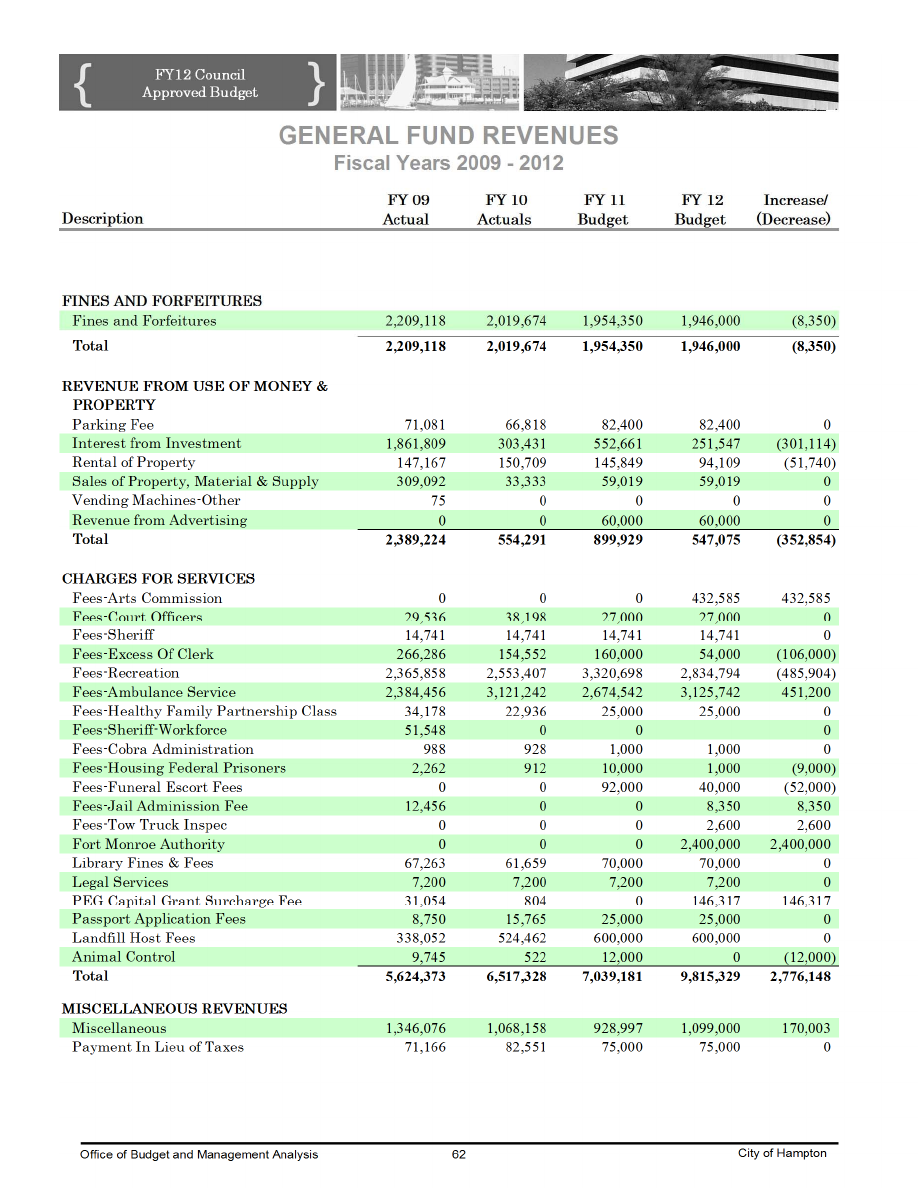 FY12 Council
Approved Budget
GENERAL FUND REVENUES
Fiscal Years 2009 - 2012
FY 09 FY 10 FY 11 FY 12 Increase/
Description Actual Actuals Budget Budget (Decrease)
FINES AND FORFEITURES
Fines and Forfeitures 2,209,118 2,019,674 1,954,350 1,946,000 (8,350)
Total 2,209,118 2,019,674 1,954,350 1,946,000 (8,350)
REVENUE FROM USE OF MONEY &
PROPERTY
Parking Fee 71,081 66,818 82,400 82,400 0
Interest from Investment 1,861,809 303,431 552,661 251,547 (301,114)
Rental of Property 147,167 150,709 145,849 94,109 (51,740)
Sales of Property, Material & Supply 309,092 33,333 59,019 59,019 0
Vending Machines-Other 75 0 0 0 0
Revenue from Advertising 0 0 60,000 60,000 0
Total 2,389,224 554,291 899,929 547,075 (352,854)
CHARGES FOR SERVICES
Fees-Arts Commission 0 0 0 432,585 432,585
Fees-Court Officers 29,536 38,198 27,000 27,000 0
Fees-Sheriff 14,741 14,741 14,741 14,741 0
Fees-Excess Of Clerk 266,286 154,552 160,000 54,000 (106,000)
Fees-Recreation 2,365,858 2,553,407 3,320,698 2,834,794 (485,904)
Fees-Ambulance Service 2,384,456 3,121,242 2,674,542 3,125,742 451,200
Fees-Healthy Family Partnership Class 34,178 22,936 25,000 25,000 0
Fees-Sheriff-Workforce 51,548 0 0 0
Fees-Cobra Administration 988 928 1,000 1,000 0
Fees-Housing Federal Prisoners 2,262 912 10,000 1,000 (9,000)
Fees-Funeral Escort Fees 0 0 92,000 40,000 (52,000)
Fees-Jail Adminission Fee 12,456 0 0 8,350 8,350
Fees-Tow Truck Inspec 0 0 0 2,600 2,600
Fort Monroe Authority 0 0 0 2,400,000 2,400,000
Library Fines & Fees 67,263 61,659 70,000 70,000 0
Legal Services 7,200 7,200 7,200 7,200 0
PEG Capital Grant Surcharge Fee 31,054 804 0 146,317 146,317
Passport Application Fees 8,750 15,765 25,000 25,000 0
Landfill Host Fees 338,052 524,462 600,000 600,000 0
Animal Control 9,745 522 12,000 0 (12,000)
Total 5,624,373 6,517,328 7,039,181 9,815,329 2,776,148
MISCELLANEOUS REVENUES
Miscellaneous 1,346,076 1,068,158 928,997 1,099,000 170,003
Payment In Lieu of Taxes 71,166 82,551 75,000 75,000 0
Office of Budget and Management Analysis 62 City of Hampton